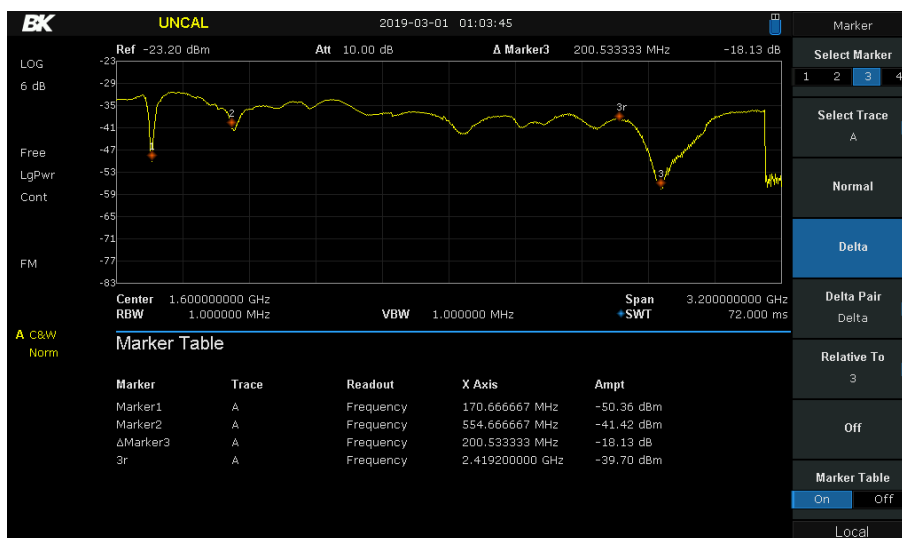 BK UNCAL 2019-03-01 01:03:45 Marker
Ref -23.20 dBm Att 10.00 dB Δ Marker3 200.533333 MHz -18.13 dB
LOG
6 dB
Free
LgPwr
Cont
FM
A C&W
Norm
-23
-29
-35
-41
-47
-53
-59
-65
-71
-77
-83
2
3r
3
Center 1.600000000 GHz Span 3.200000000 GHz
RBW 1.000000 MHz VBW 1.000000 MHz SWT 72.000 ms
Marker Table
Marker Trace Readout X Axis Ampt
Marker1 A Frequency 170.666667 MHz -50.36 dBm
Marker2 A Frequency 554.666667 MHz -41.42 dBm
ΔMarker3 A Frequency 200.533333 MHz -18.13 dB
3r A Frequency 2.419200000 GHz -39.70 dBm
Select Marker
1 2 3 4
Select Trace
A
Normal
Delta
Delta Pair
Delta
Relative To
3
Off
Marker Table
On Off
Local